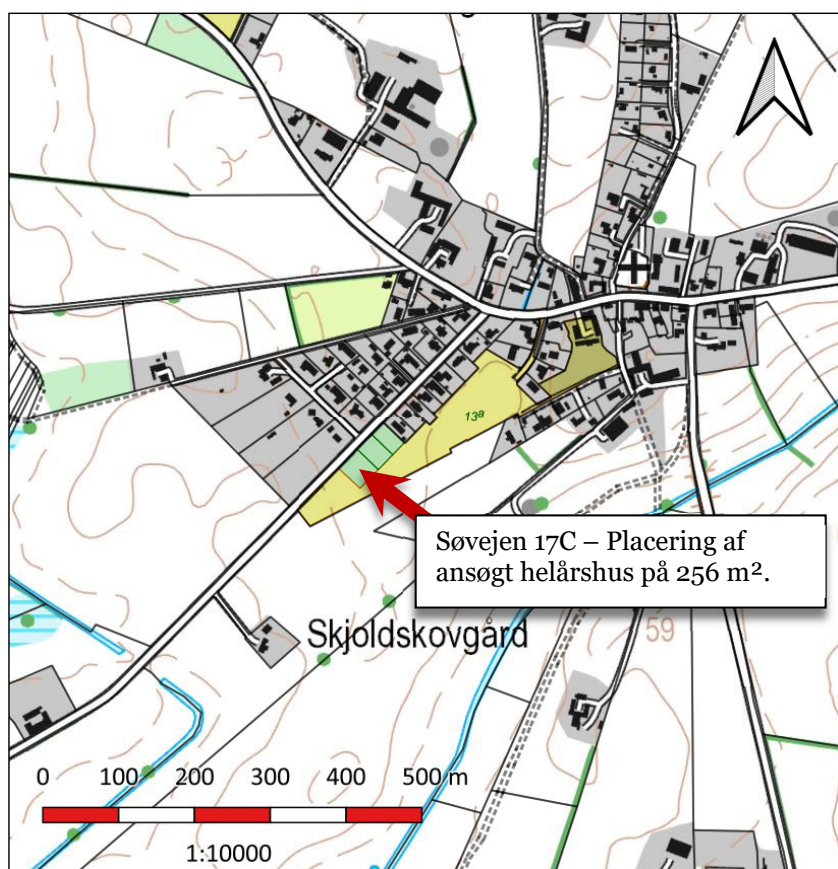 13a
Søvejen 17C – Placering af
ansøgt helårshus på 256 m².
Skjoldskovgård
59
0 100 200 300 400 500 m
1:10000